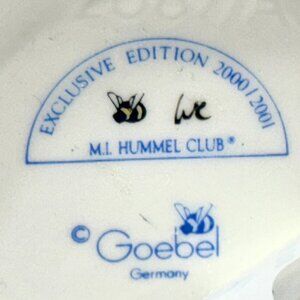 EXCLUSIVE EDITION 2000/2001
M.I. HUMMEL CLUB®
© Goebel
Germany